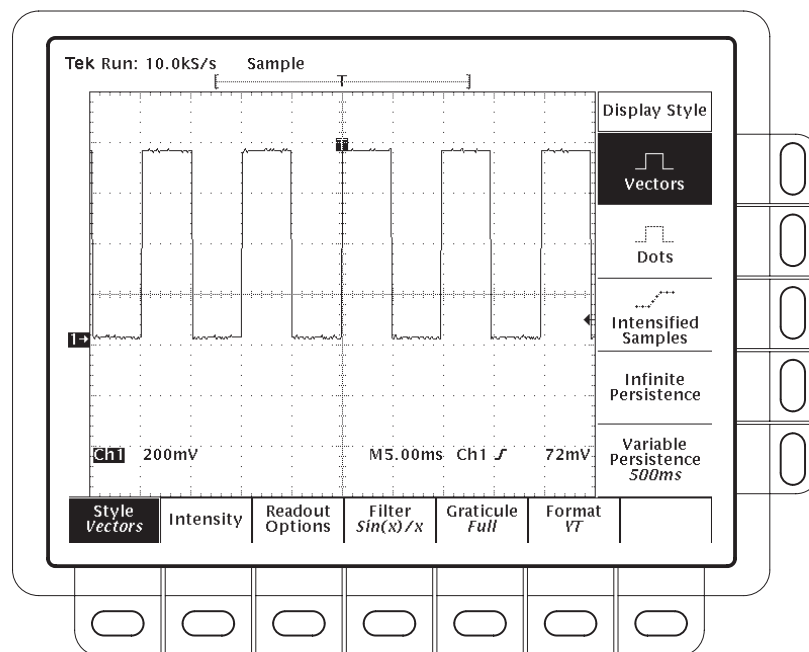 Tek Run: 10.0kS/s Sample
T
Display Style
Vectors
T
Dots
Intensified
Samples
1→
Infinite
Persistence
Variable
Persistence
500ms
Ch1 200mV M5.00ms Ch1 72mV
Style
Vectors
Intensity
Readout
Options
Filter
Sin(x)/x
Graticule
Full
Format
YT